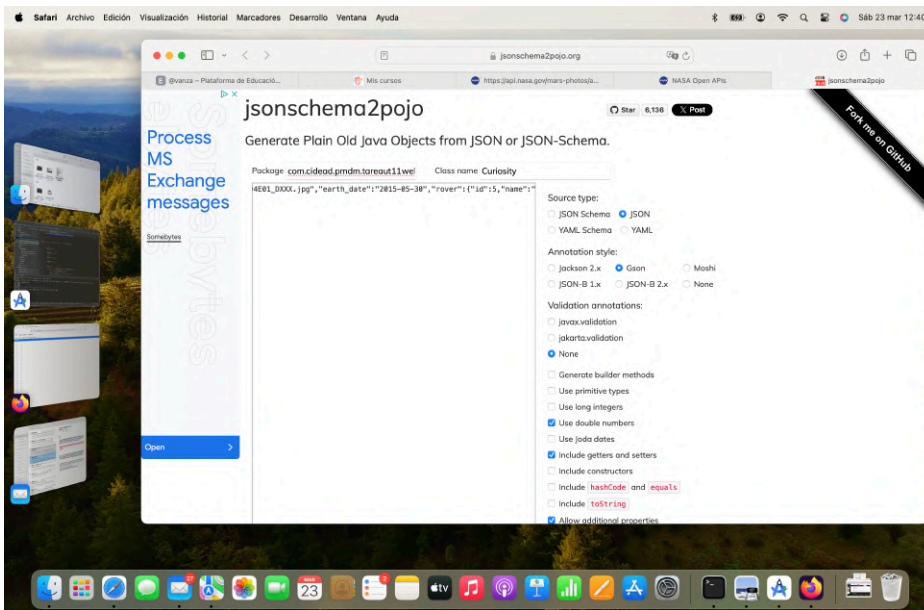 Safari Archivo Edición Visualización Historial Marcadores Desarrollo Ventana Ayuda
Sáb 23 mar 12:40
jsonschema2pojo.org
@vanza – Plataforma de Educació...
Mis cursos
https://api.nasa.gov/mars-photos/a...
NASA Open APIs
jsonschema2pojo
jsonschema2pojo
Star 6,136
Post
Fork me on GitHub
Generate Plain Old Java Objects from JSON or JSON-Schema.
Process
MS
Exchange
messages
Somebytes
Somebytes
Open
Package com.cidead.pmdm.tareaut11wel
Class name Curiosity
4E01_DXXX.jpg","earth_date":"2015-05-30","rover":{"id":5,"name":"
Source type:
JSON Schema JSON
YAML Schema YAML
Annotation style:
Jackson 2.x Gson Moshi
JSON-B 1.x JSON-B 2.x None
Validation annotations:
javax.validation
jakarta.validation
None
Generate builder methods
Use primitive types
Use long integers
Use double numbers
Use Joda dates
Include getters and setters
Include constructors
Include hashCode and equals
Include toString
Allow additional properties
23
tv